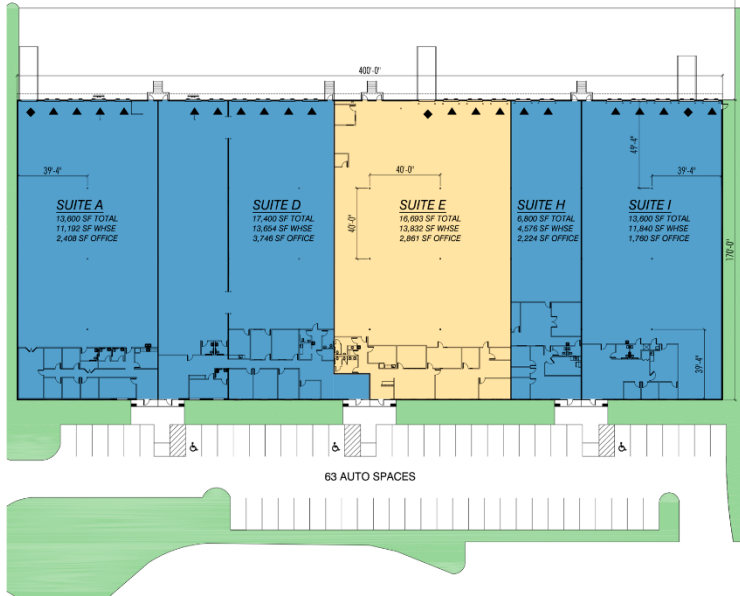 400'-0"
39'-4"
40'-0"
49'-4"
39'-4"
SUITE A
13,600 SF TOTAL
11,192 SF WHSE
2,408 SF OFFICE
SUITE D
17,400 SF TOTAL
13,654 SF WHSE
3,746 SF OFFICE
40'-0"
SUITE E
16,693 SF TOTAL
13,832 SF WHSE
2,861 SF OFFICE
SUITE H
6,800 SF TOTAL
4,576 SF WHSE
2,224 SF OFFICE
SUITE I
13,600 SF TOTAL
11,840 SF WHSE
1,760 SF OFFICE
170'-0"
39'-4"
63 AUTO SPACES